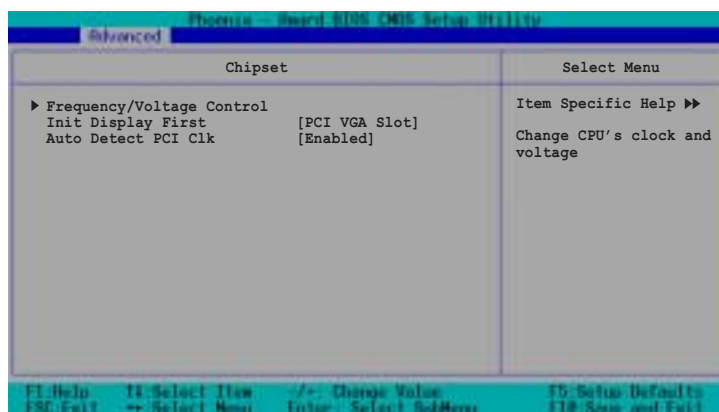 Phoenix - Award BIOS CMOS Setup Utility
Advanced
Chipset
Select Menu
▶ Frequency/Voltage Control
Init Display First [PCI VGA Slot]
Auto Detect PCI Clk [Enabled]
Item Specific Help ▶▶
Change CPU's clock and
voltage
F1:Help ↑↓ Select Item -/+: Change Value F5:Setup Defaults
ESC:Exit ↔ Select Menu Enter: Select SubMenu F10:Save and Exit